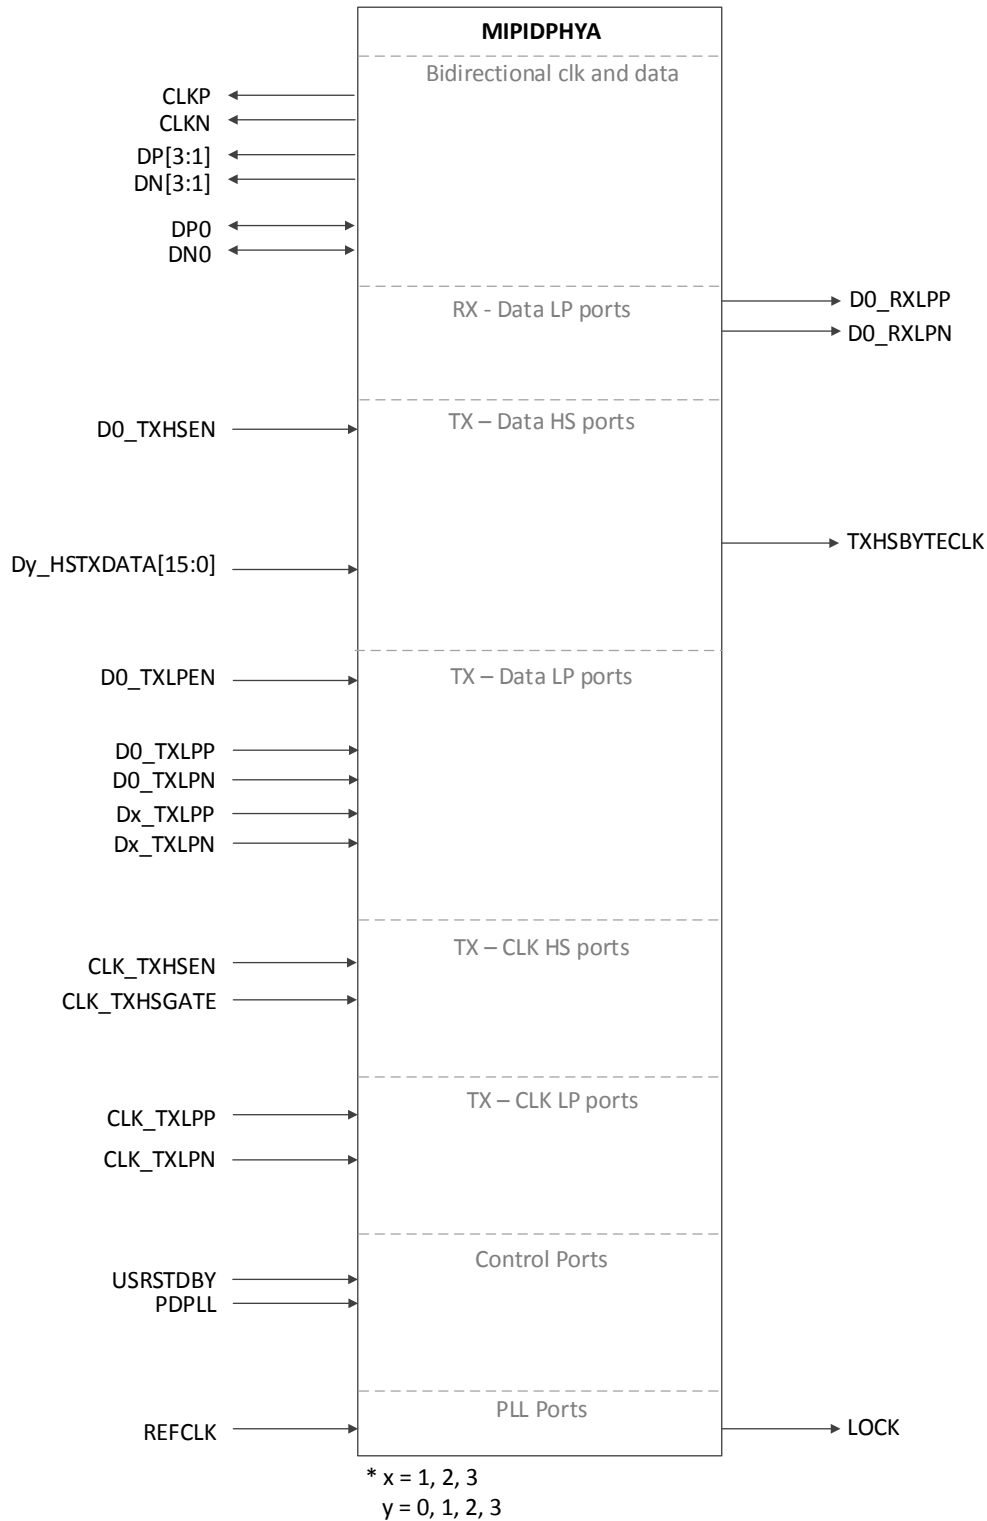 MIPIDPHYA
Bidirectional clk and data
CLKP
CLKN
DP[3:1]
DN[3:1]
DP0
DN0
RX - Data LP ports
D0_RXLPP
D0_RXLPN
TX – Data HS ports
D0_TXHSEN
TXHSBYTECLK
Dy_HSTXDATA[15:0]
TX – Data LP ports
D0_TXLPEN
D0_TXLPP
D0_TXLPN
Dx_TXLPP
Dx_TXLPN
TX – CLK HS ports
CLK_TXHSEN
CLK_TXHSGATE
TX – CLK LP ports
CLK_TXLPP
CLK_TXLPN
Control Ports
USRSTDBY
PDPLL
PLL Ports
REFCLK
LOCK
* x = 1, 2, 3
y = 0, 1, 2, 3